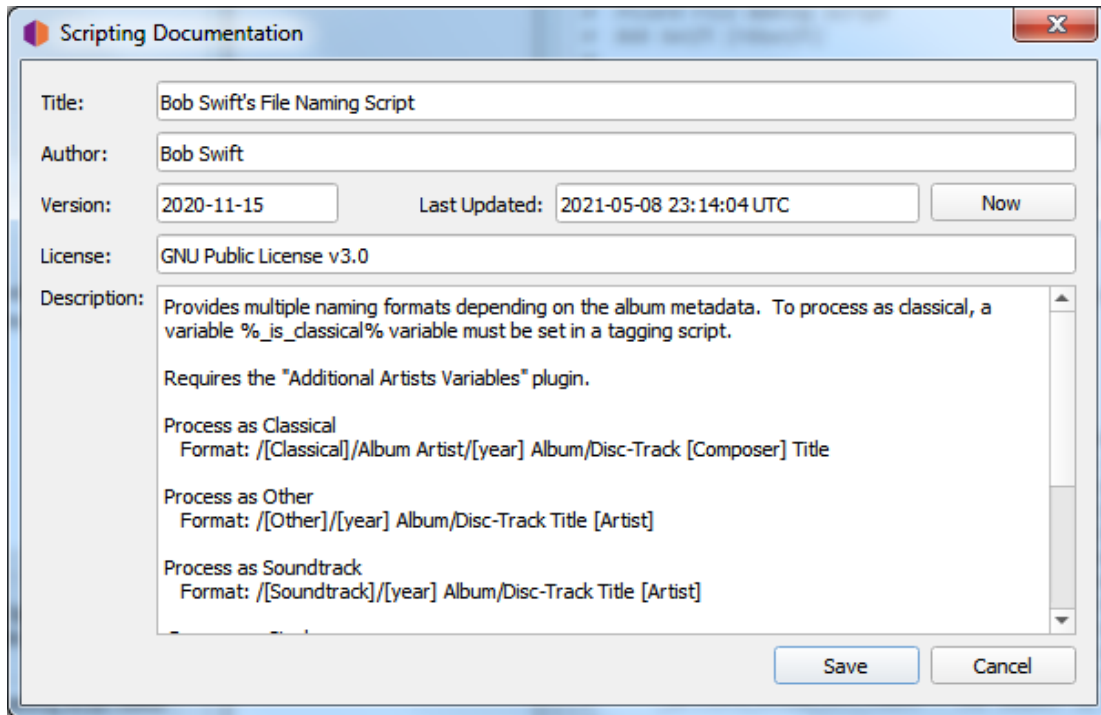 Scripting Documentation
Title: Bob Swift's File Naming Script
Author: Bob Swift
Version: 2020-11-15 Last Updated: 2021-05-08 23:14:04 UTC Now
License: GNU Public License v3.0
Description: Provides multiple naming formats depending on the album metadata.  To process as classical, a
variable %_is_classical% variable must be set in a tagging script.
Requires the "Additional Artists Variables" plugin.
Process as Classical
Format: /[Classical]/Album Artist/[year] Album/Disc-Track [Composer] Title
Process as Other
Format: /[Other]/[year] Album/Disc-Track Title [Artist]
Process as Soundtrack
Format: /[Soundtrack]/[year] Album/Disc-Track Title [Artist]
Save Cancel